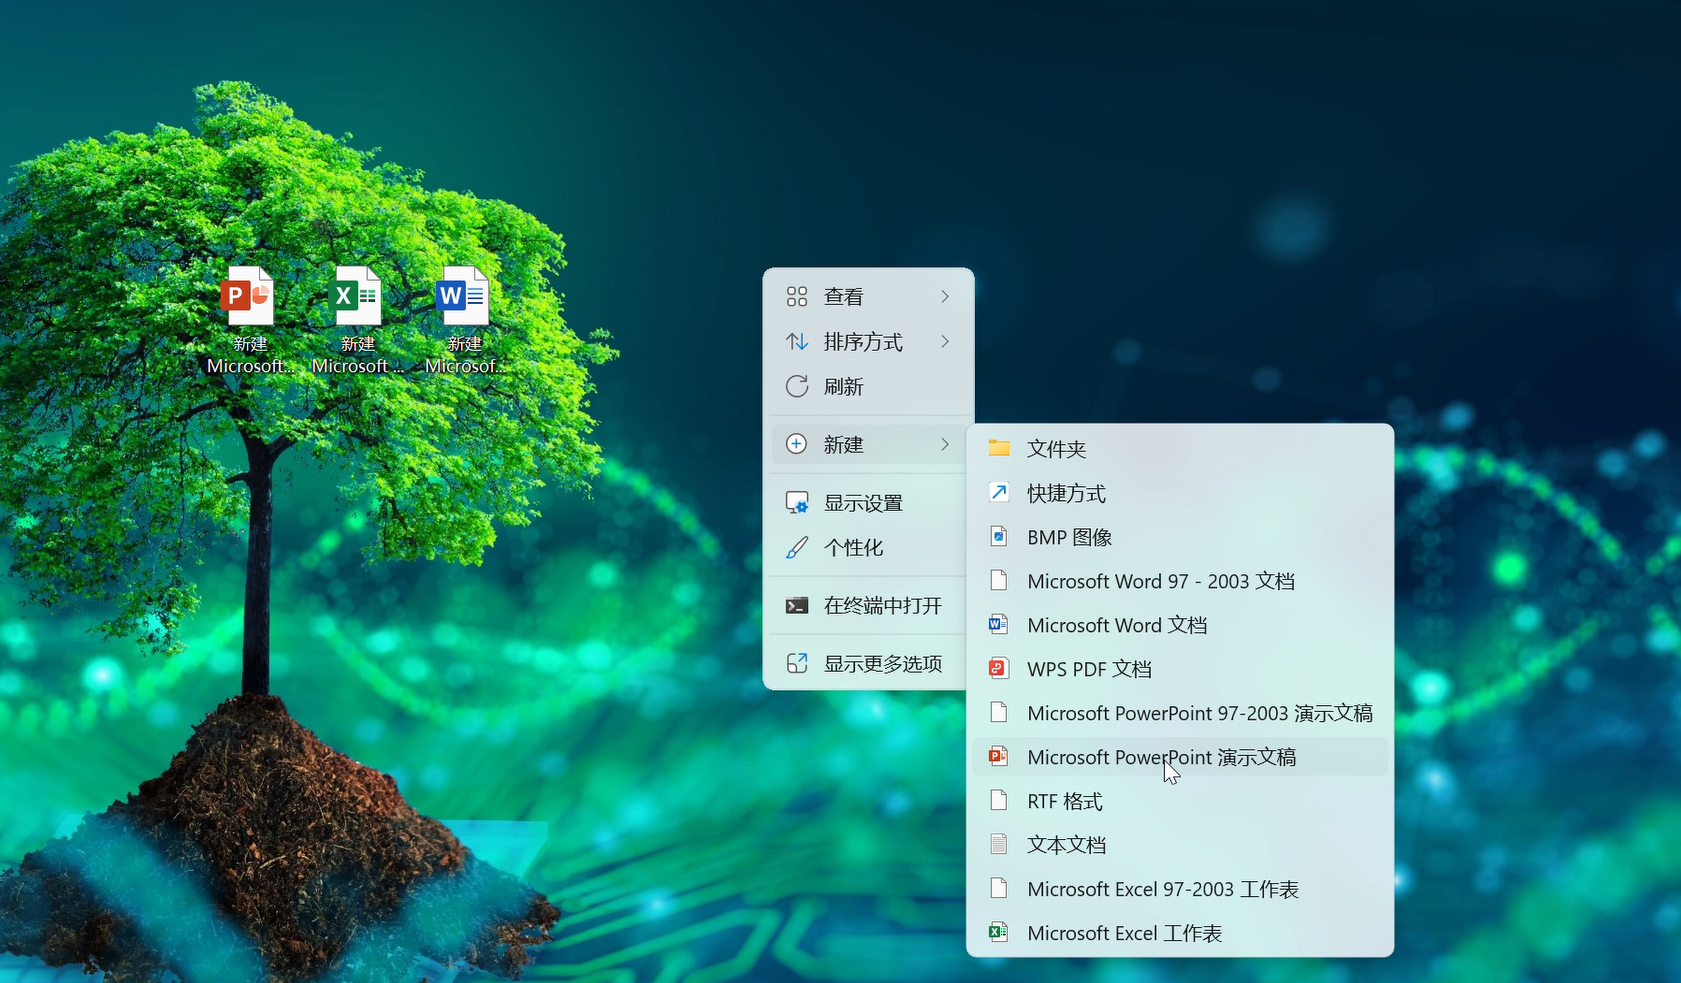 新建
Microsoft...
新建
Microsoft ...
新建
Microsof...
查看
排序方式
刷新
新建
显示设置
个性化
在终端中打开
显示更多选项
文件夹
快捷方式
BMP 图像
Microsoft Word 97 - 2003 文档
Microsoft Word 文档
WPS PDF 文档
Microsoft PowerPoint 97-2003 演示文稿
Microsoft PowerPoint 演示文稿
RTF 格式
文本文档
Microsoft Excel 97-2003 工作表
Microsoft Excel 工作表